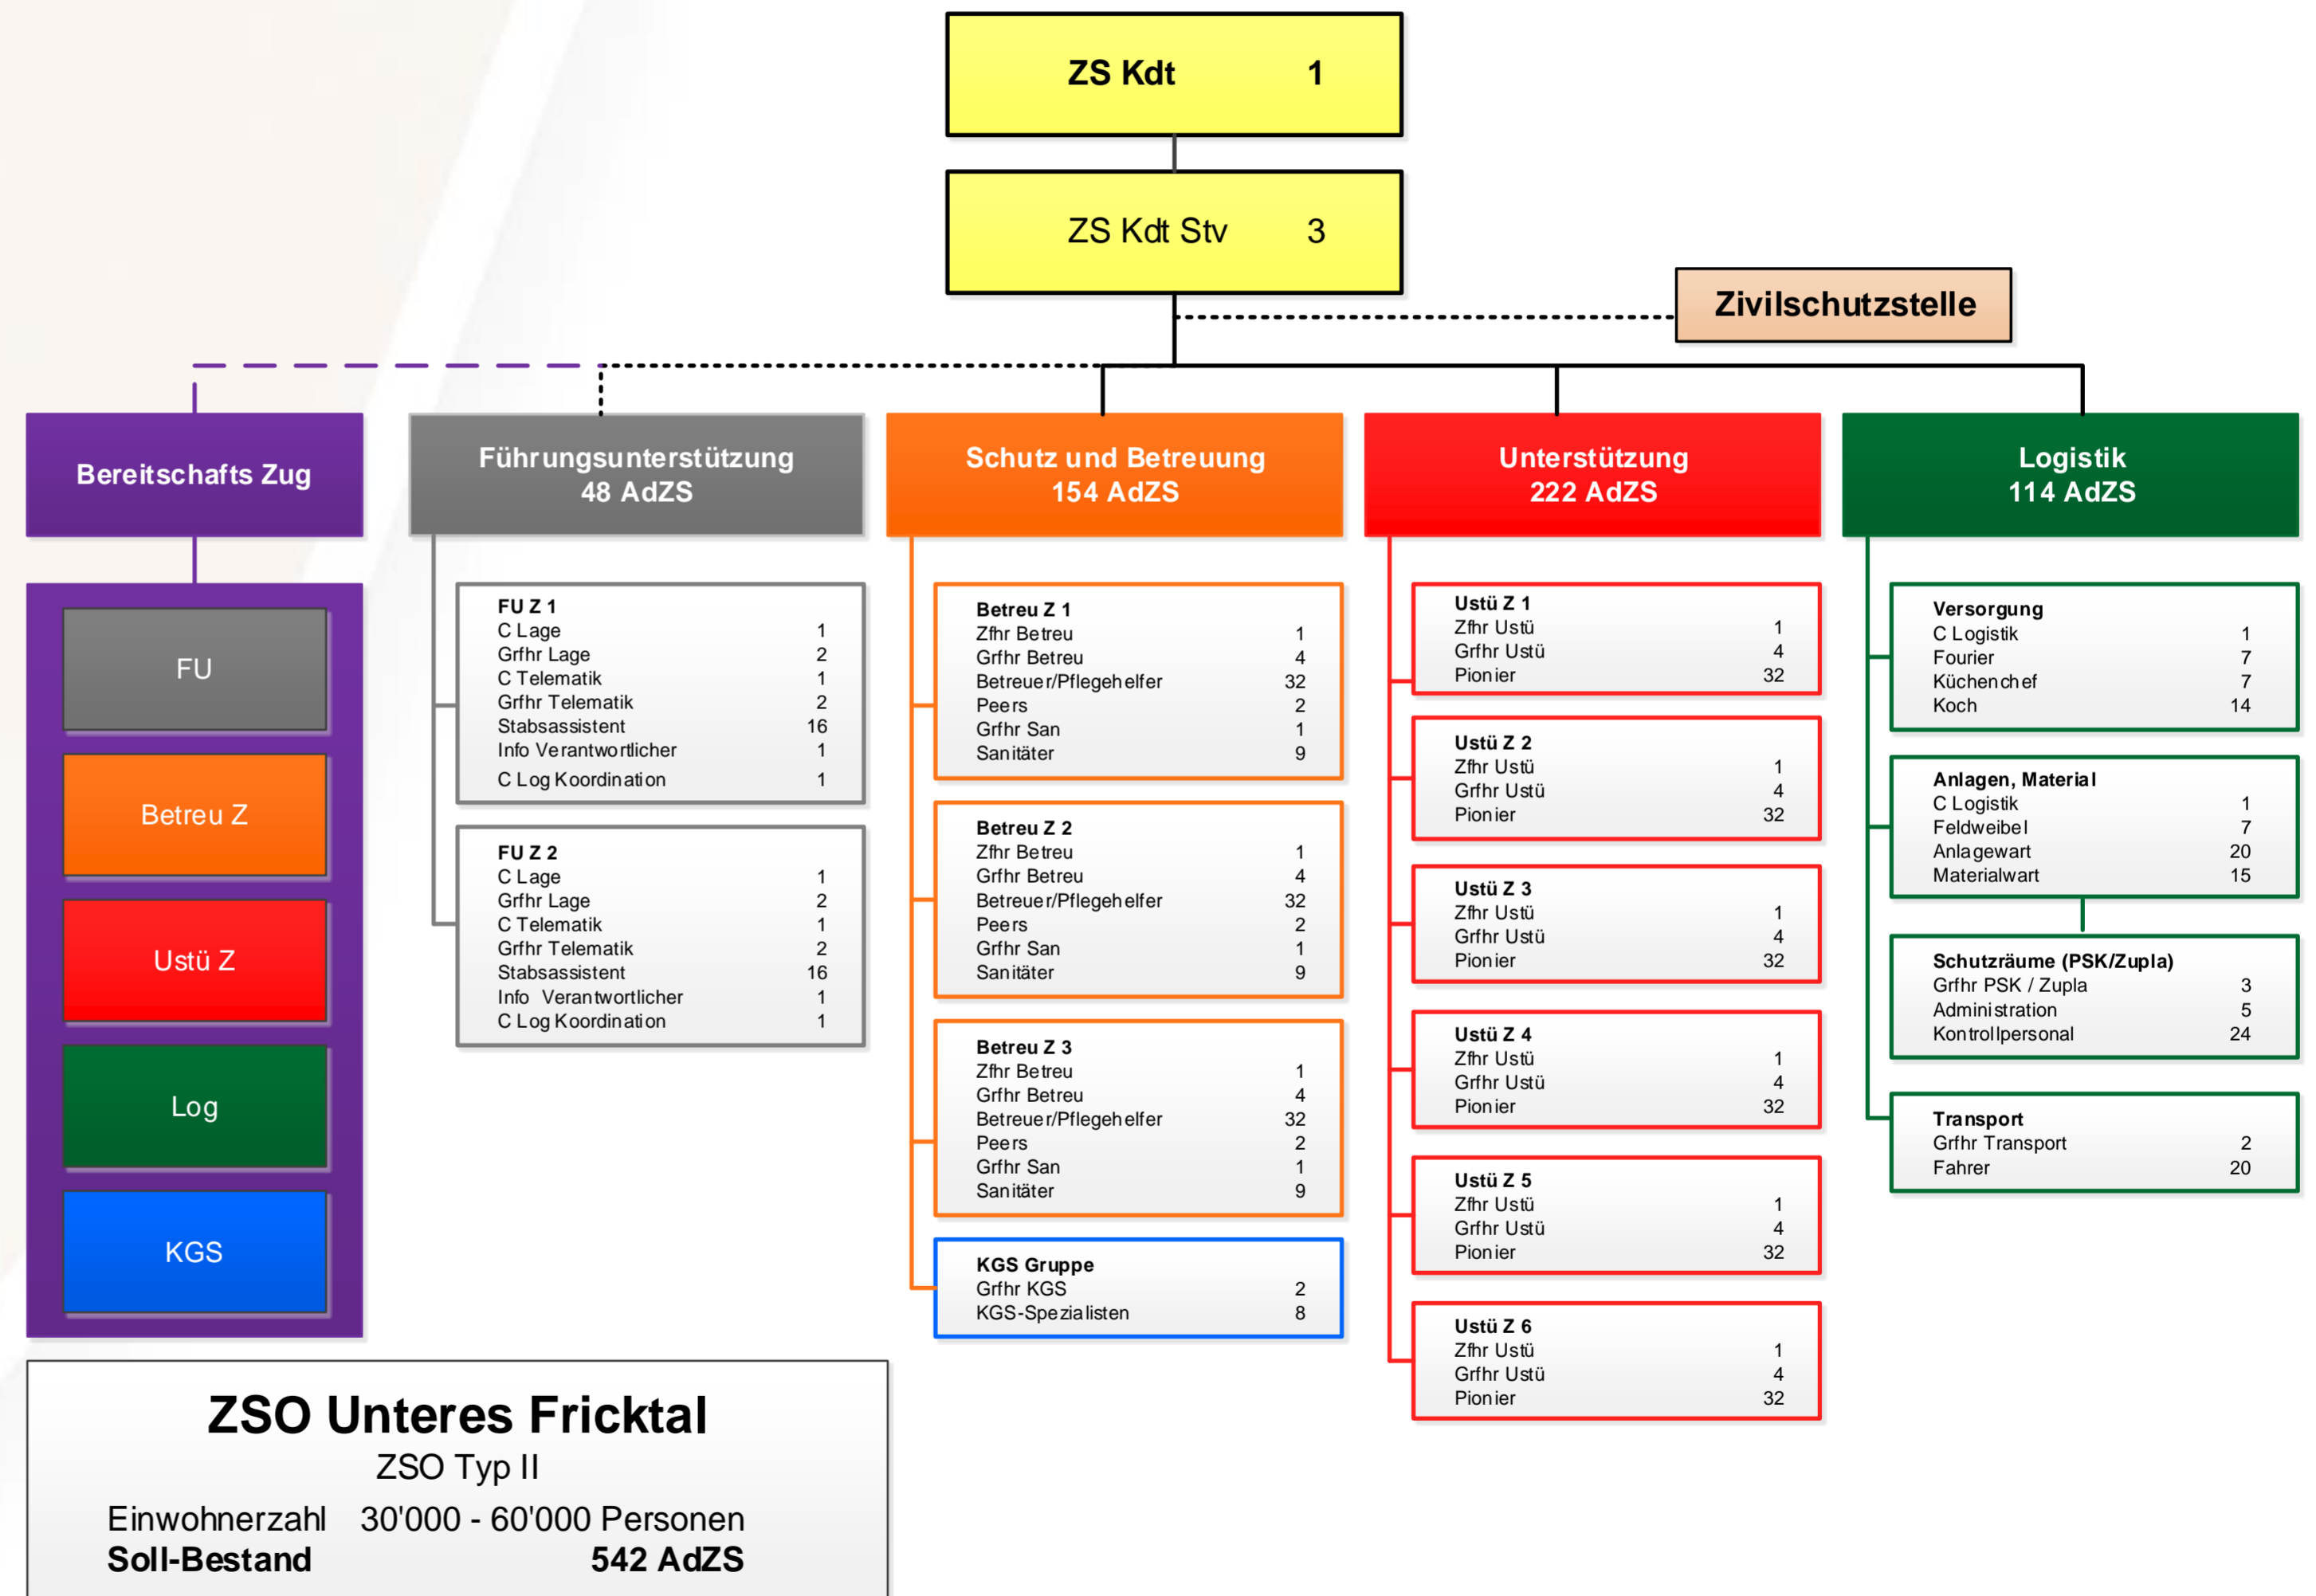 ZS Kdt 1
ZS Kdt Stv 3
Zivilschutzstelle
Bereitschafts Zug
FU
Betreu Z
Ustü Z
Log
KGS
Führungsunterstützung
48 AdZS
FU Z 1
C Lage 1
Grfhr Lage 2
C Telematik 1
Grfhr Telematik 2
Stabsassistent 16
Info Verantwortlicher 1
C Log Koordination 1
FU Z 2
C Lage 1
Grfhr Lage 2
C Telematik 1
Grfhr Telematik 2
Stabsassistent 16
Info Verantwortlicher 1
C Log Koordination 1
Schutz und Betreuung
154 AdZS
Betreu Z 1
Zfhr Betreu 1
Grfhr Betreu 4
Betreuer/Pflegehelfer 32
Peers 2
Grfhr San 1
Sanitäter 9
Betreu Z 2
Zfhr Betreu 1
Grfhr Betreu 4
Betreuer/Pflegehelfer 32
Peers 2
Grfhr San 1
Sanitäter 9
Betreu Z 3
Zfhr Betreu 1
Grfhr Betreu 4
Betreuer/Pflegehelfer 32
Peers 2
Grfhr San 1
Sanitäter 9
KGS Gruppe
Grfhr KGS 2
KGS-Spezialisten 8
Unterstützung
222 AdZS
Ustü Z 1
Zfhr Ustü 1
Grfhr Ustü 4
Pionier 32
Ustü Z 2
Zfhr Ustü 1
Grfhr Ustü 4
Pionier 32
Ustü Z 3
Zfhr Ustü 1
Grfhr Ustü 4
Pionier 32
Ustü Z 4
Zfhr Ustü 1
Grfhr Ustü 4
Pionier 32
Ustü Z 5
Zfhr Ustü 1
Grfhr Ustü 4
Pionier 32
Ustü Z 6
Zfhr Ustü 1
Grfhr Ustü 4
Pionier 32
Logistik
114 AdZS
Versorgung
C Logistik 1
Fourier 7
Küchenchef 7
Koch 14
Anlagen, Material
C Logistik 1
Feldweibel 7
Anlagewart 20
Materialwart 15
Schutzräume (PSK/Zupla)
Grfhr PSK / Zupla 3
Administration 5
Kontrollpersonal 24
Transport
Grfhr Transport 2
Fahrer 20
ZSO Unteres Fricktal
ZSO Typ II
Einwohnerzahl 30'000 - 60'000 Personen
Soll-Bestand 542 AdZS